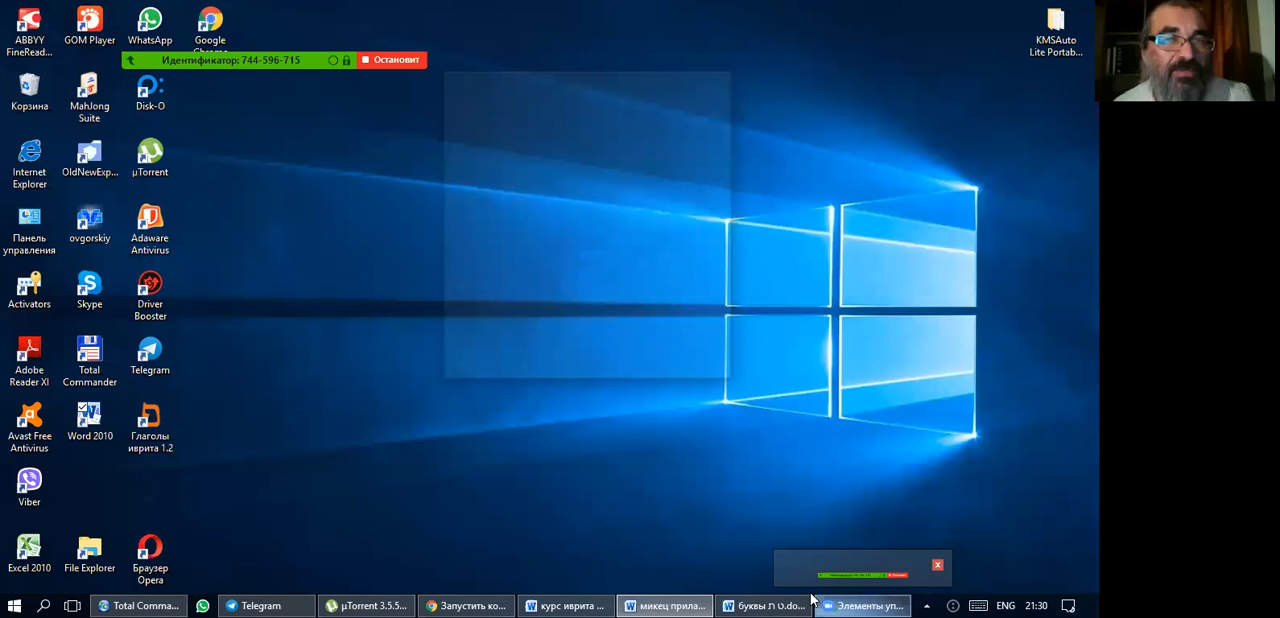 ABBYY
FineRead...
GOM Player
WhatsApp
Google
Идентификатор: 744-596-715
Остановит
KMSAuto
Lite Portab...
Корзина
MahJong
Suite
Disk-O
Internet
Explorer
OldNewExp...
µTorrent
Панель
управления
ovgorskiy
Adaware
Antivirus
Activators
Skype
Driver
Booster
Adobe
Reader XI
Total
Commander
Telegram
Avast Free
Antivirus
Word 2010
Глаголы
иврита 1.2
Viber
Excel 2010
File Explorer
Браузер
Opera
Total Comma...
Telegram
µTorrent 3.5.5...
Запустить ко...
курс иврита ...
микец прила...
Элементы уп...
ENG
21:30